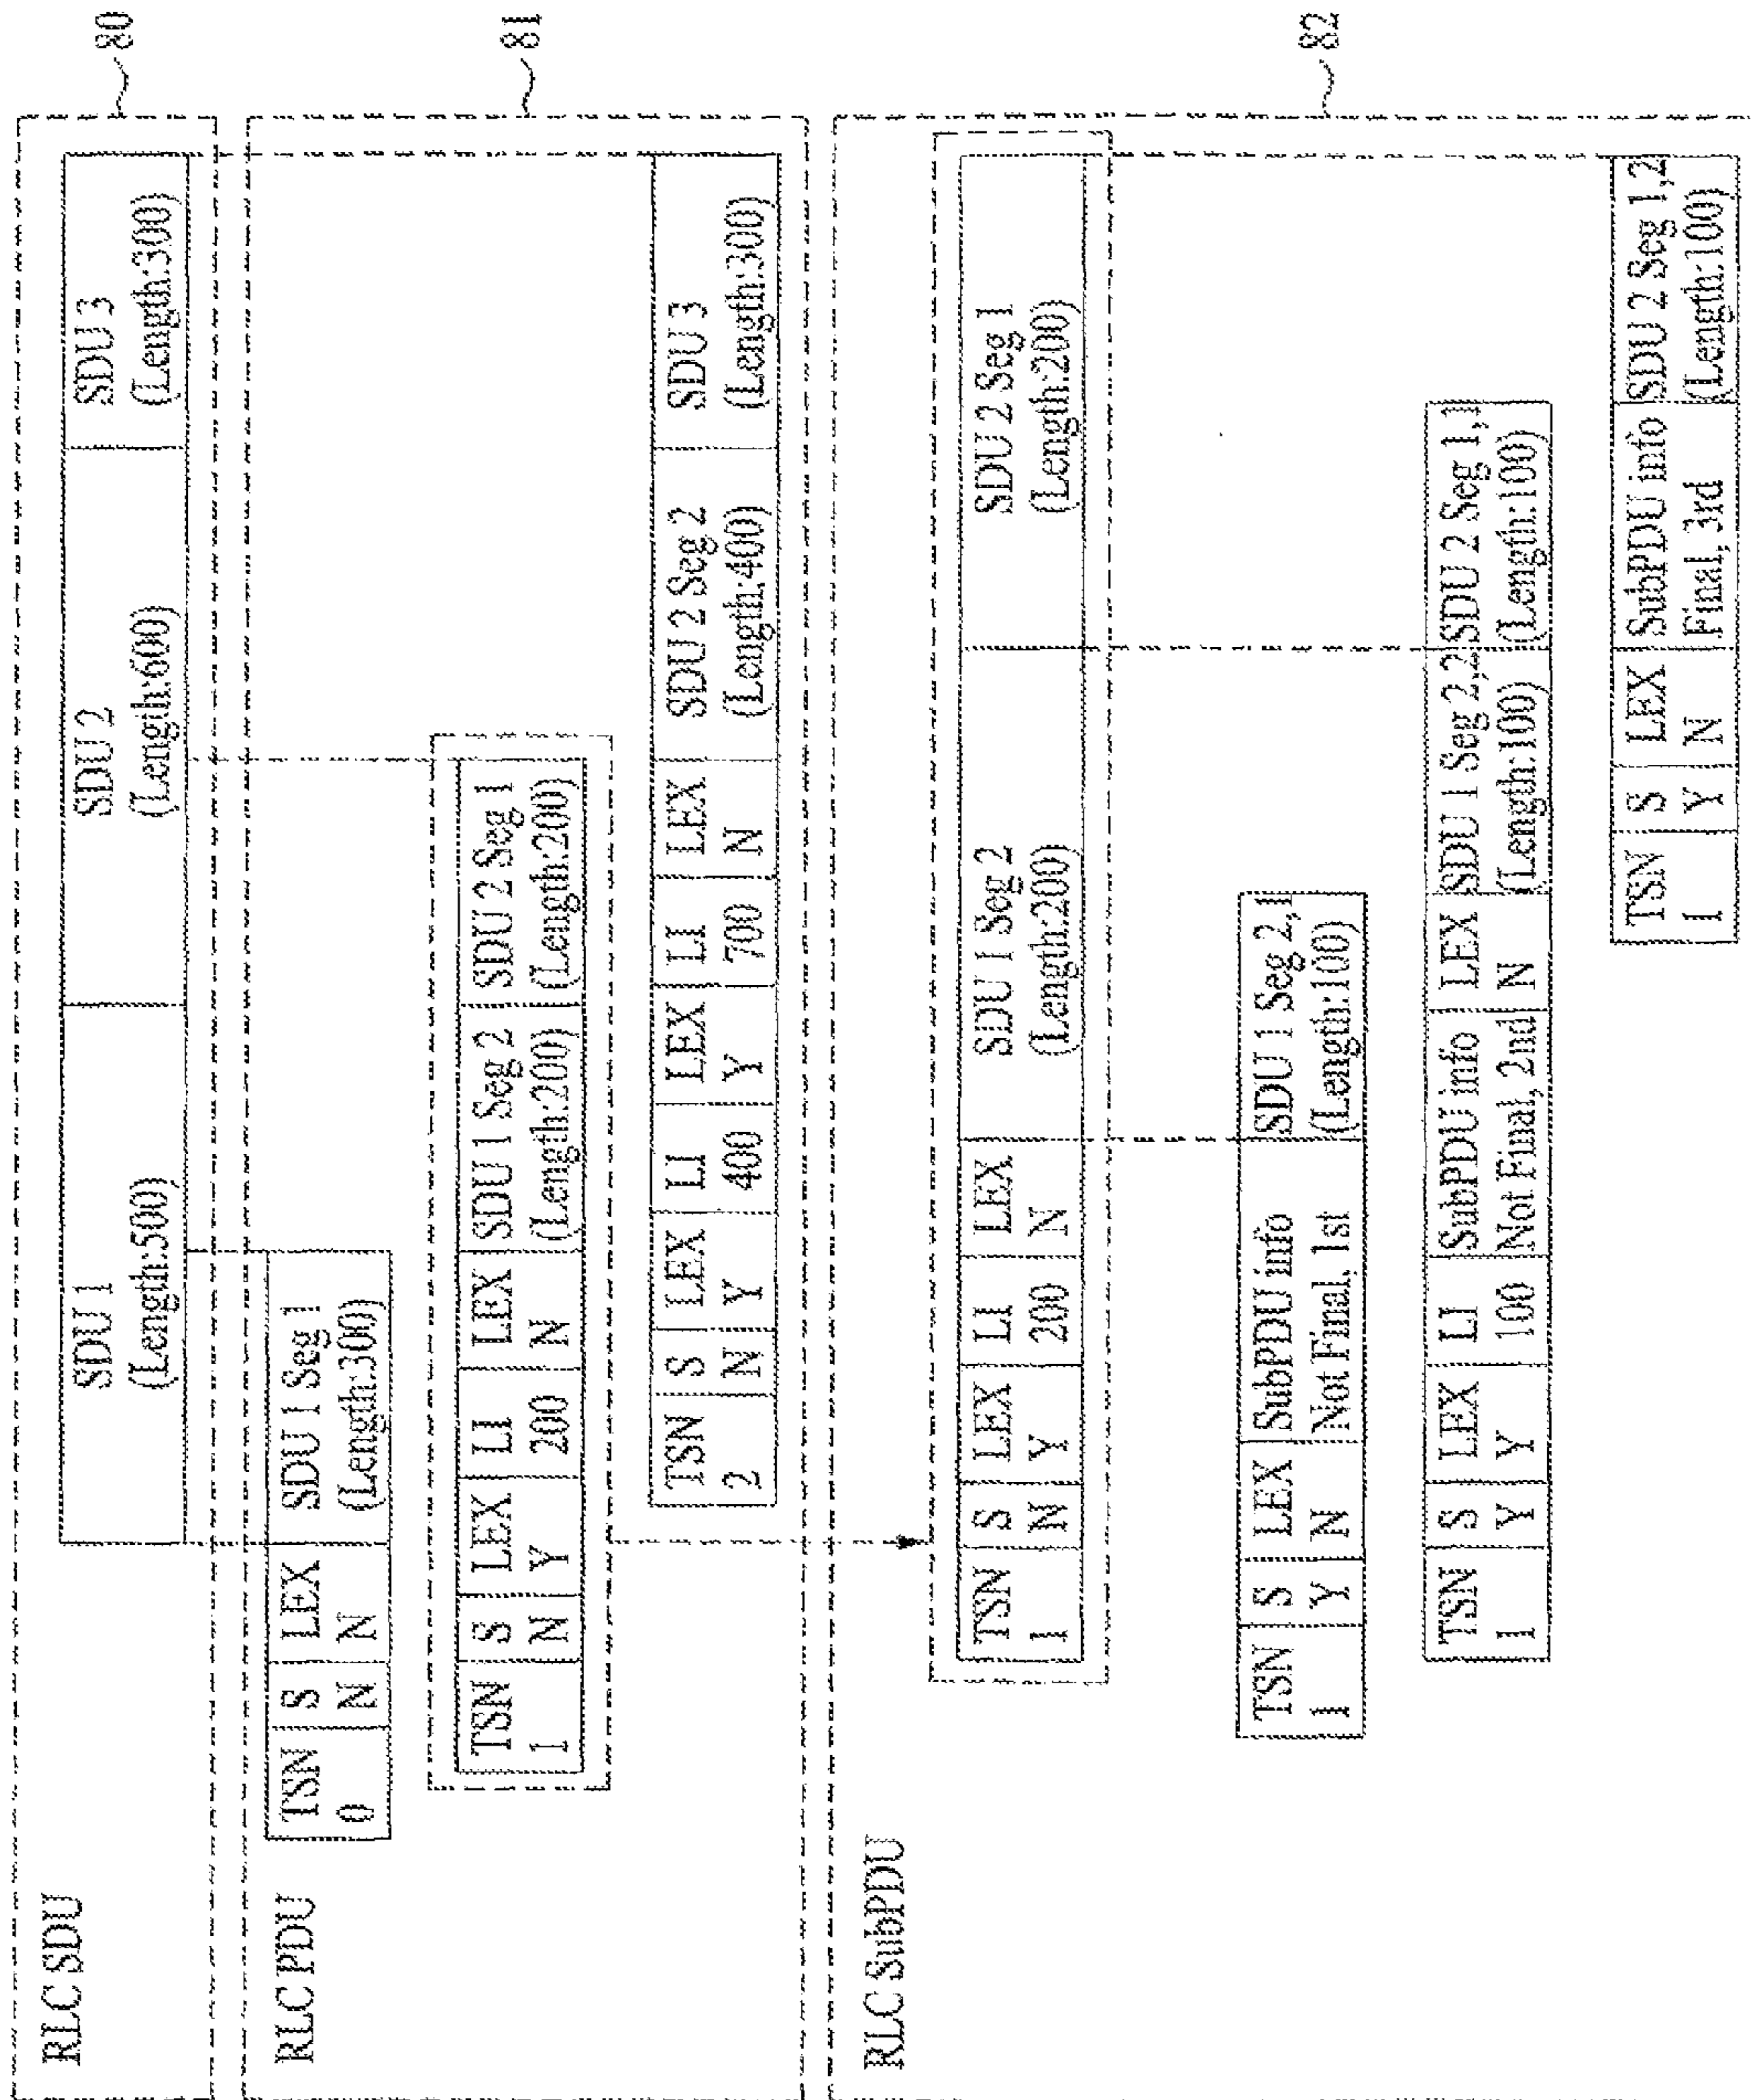 RLC SDU
SDU 1
(Length:500)
SDU 2
(Length:600)
SDU 3
(Length:300)
80
RLC PDU
TSN
0
S
N
LEX
N
SDU 1 Seg 1
(Length:300)
81
TSN
1
S
N
LEX
Y
LI
200
LEX
N
SDU 1 Seg 2
(Length:200)
SDU 2 Seg 1
(Length:200)
TSN
2
S
N
LEX
Y
LI
400
LEX
Y
LI
700
LEX
N
SDU 2 Seg 2
(Length:400)
SDU 3
(Length:300)
RLC SubPDU
82
TSN
1
S
N
LEX
Y
LI
200
LEX
N
SDU 1 Seg 2
(Length:200)
SDU 2 Seg 1
(Length:200)
TSN
1
S
Y
LEX
N
SubPDU info
Not Final, 1st
SDU 1 Seg 2,1
(Length:100)
TSN
1
S
Y
LEX
Y
LI
100
SubPDU info
Not Final, 2nd
LEX
N
SDU 1 Seg 2,2
(Length:100)
SDU 2 Seg 1,1
(Length:100)
TSN
1
S
Y
LEX
N
SubPDU info
Final, 3rd
SDU 2 Seg 1,2
(Length:100)